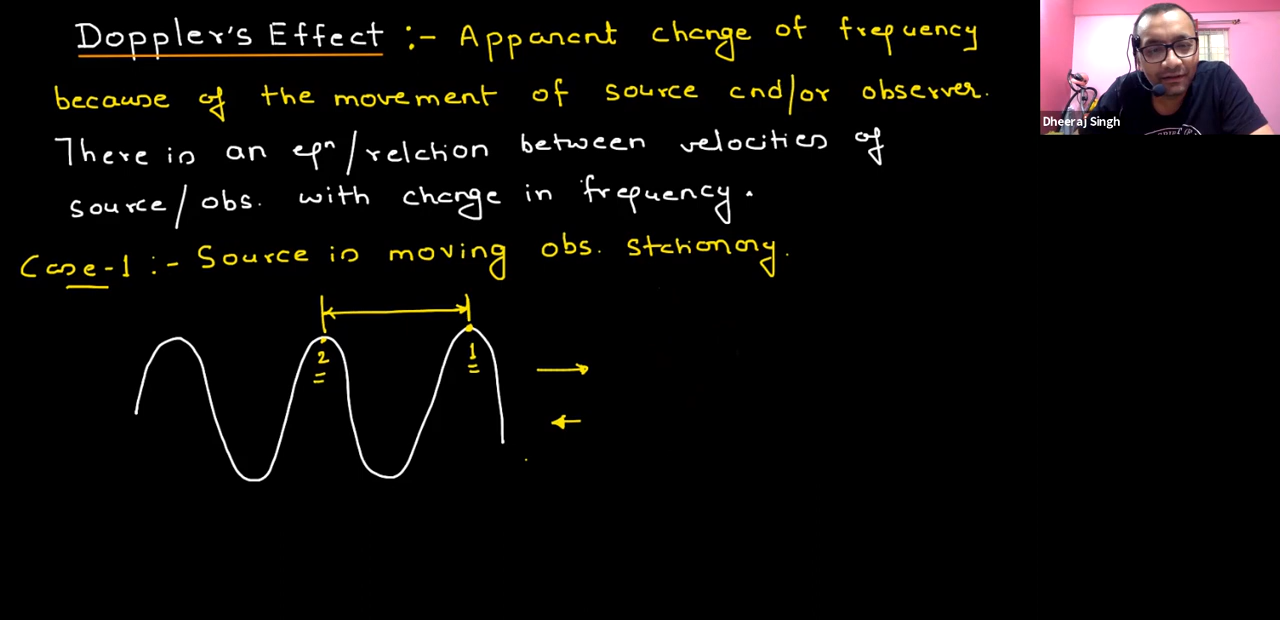 Doppler's Effect :- Apparant change of frequency
because of the movement of source and/or observer.
There is an eqⁿ/relation between velocities of
source/obs. with change in frequency.
Case-1 :- Source is moving obs. stationary.
2
1
Dheeraj Singh